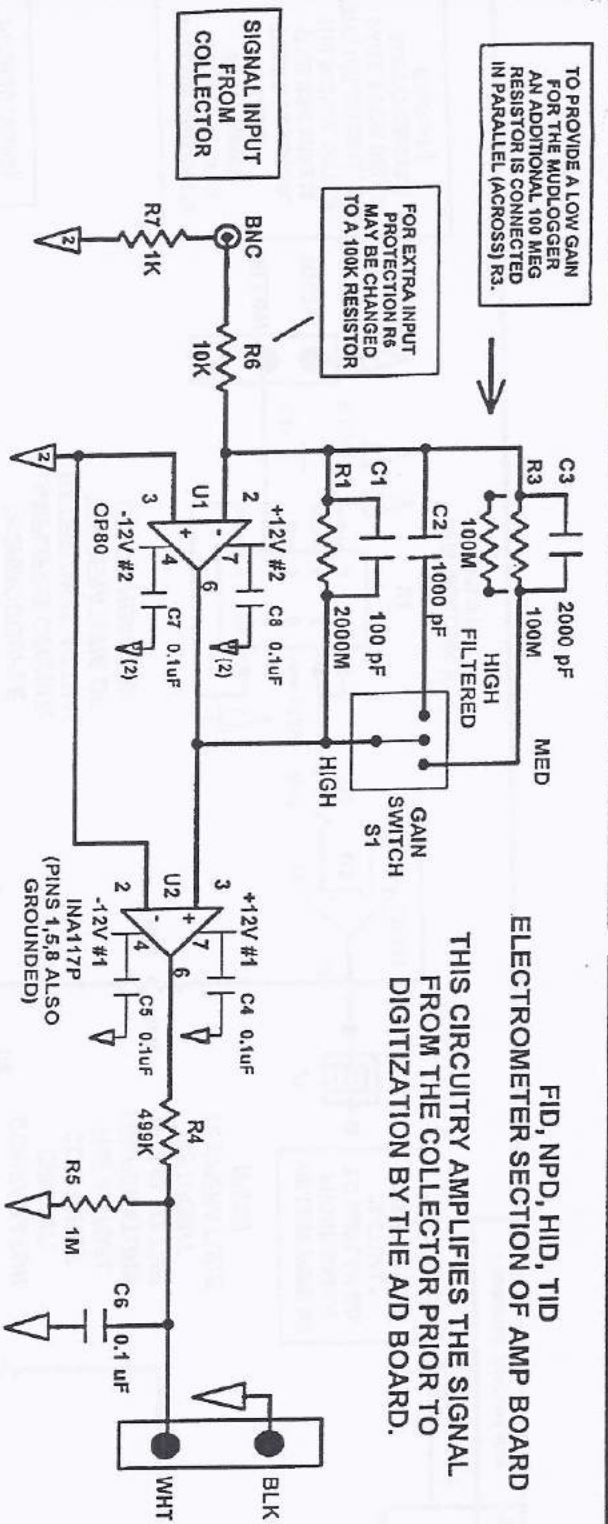 FID, NPD, HID, TID
ELECTROMETER SECTION OF AMP BOARD
THIS CIRCUITRY AMPLIFIES THE SIGNAL
FROM THE COLLECTOR PRIOR TO
DIGITIZATION BY THE A/D BOARD.
TO PROVIDE A LOW GAIN
FOR THE MUDLOGGER
AN ADDITIONAL 100 MEG
RESISTOR IS CONNECTED
IN PARALLEL (ACROSS) R3.
FOR EXTRA INPUT
PROTECTION R6
MAY BE CHANGED
TO A 100K RESISTOR
SIGNAL INPUT
FROM
COLLECTOR
BNC
R7
1K
2
R6
10K
C3
2000 pF
R3
100M
100M
HIGH
FILTERED
MED
C2
1000 pF
C1
100 pF
R1
2000M
HIGH
GAIN
SWITCH
S1
U1
2
3
+12V #2
7
C8 0.1uF
(2)
6
4
-12V #2
OP80
C7 0.1uF
(2)
2
U2
3
2
+12V #1
7
C4 0.1uF
6
4
-12V #1
C5 0.1uF
INA117P
(PINS 1,5,8 ALSO
GROUNDED)
R4
499K
R5
1M
C6
0.1 uF
BLK
WHT